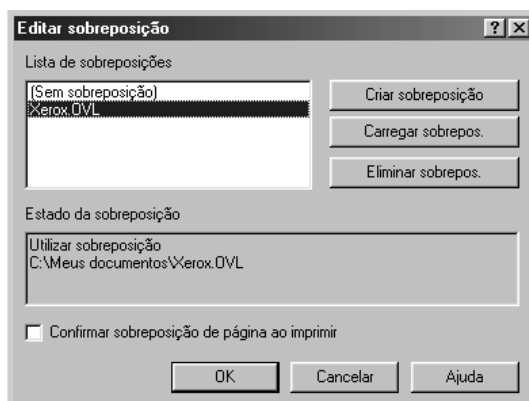 Editar sobreposição
Lista de sobreposições
(Sem sobreposição)
Xerox.OVL
Criar sobreposição
Carregar sobrepos.
Eliminar sobrepos.
Estado da sobreposição
Utilizar sobreposição
C:\Meus documentos\Xerox.OVL
Confirmar sobreposição de página ao imprimir
OK
Cancelar
Ajuda